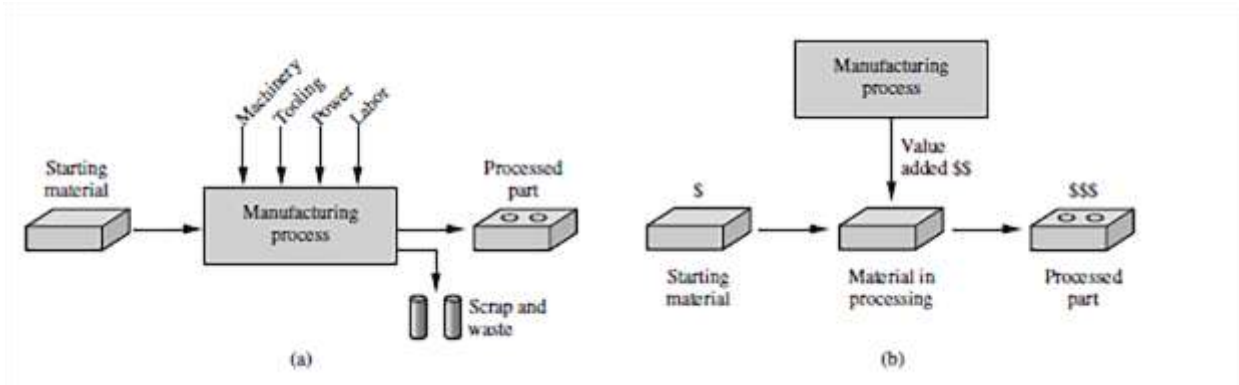 Machinery
Tooling
Power
Labor
Starting
material
Manufacturing
process
Processed
part
Scrap and
waste
(a)
Manufacturing
process
Value
added $$
$
$$$
Starting
material
Material in
processing
Processed
part
(b)